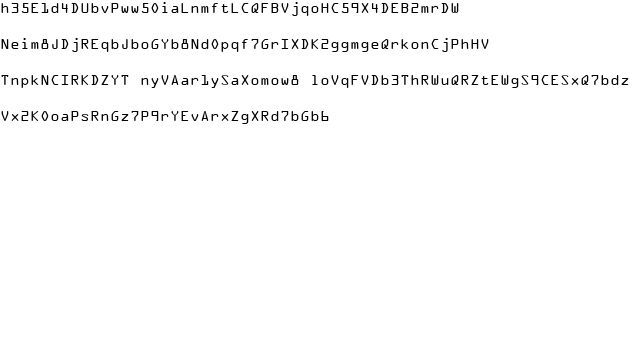 h35E1d4DUbvPww50iaLnmftLCQFBVjqoHC59X4DEB2mrDW
Neim8JDjREqbJboGYb8Nd0pqf7GrIXDK2ggmgeQrkonCjPhHV
TnpkNCIRKDZYT nyVAar1ySaXomow8 loVqFVDb3ThRWuQRZtEWgS9CESxQ7bdz
Vx2K0oaPsRnGz7P9rYEvArxZgXRd7bGb6